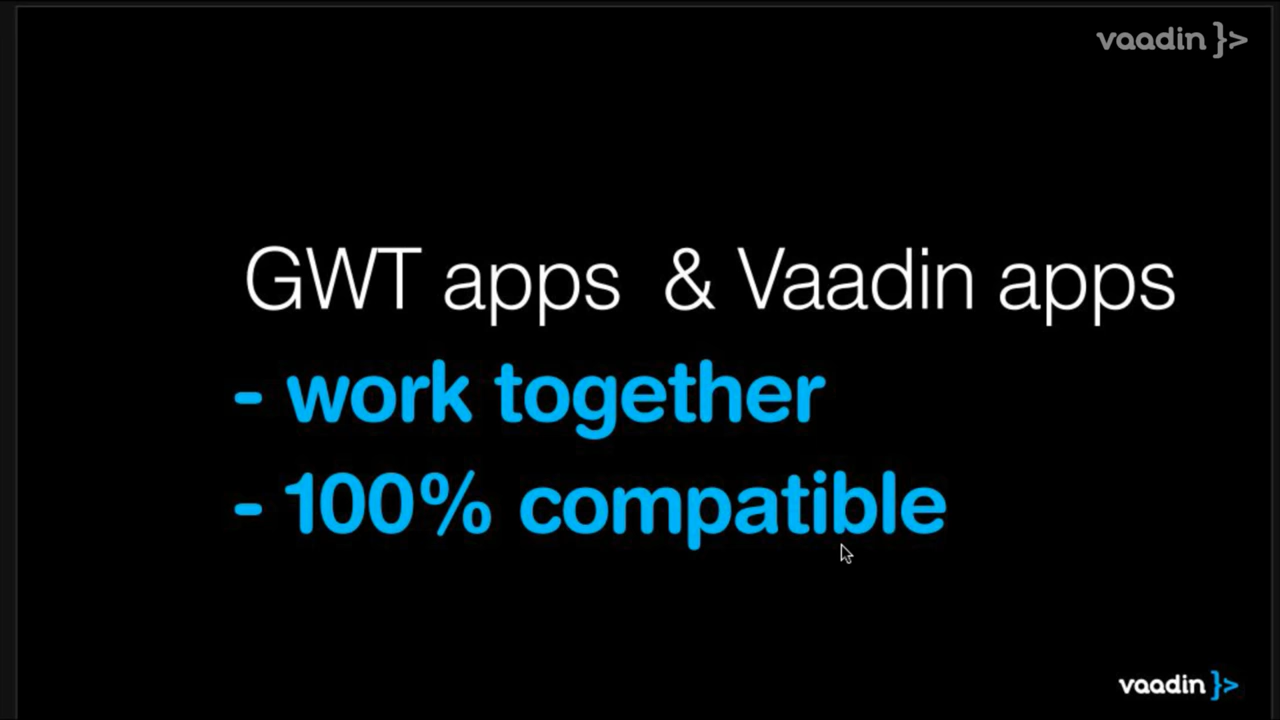 vaadin }>
GWT apps & Vaadin apps
- work together
- 100% compatible
vaadin }>